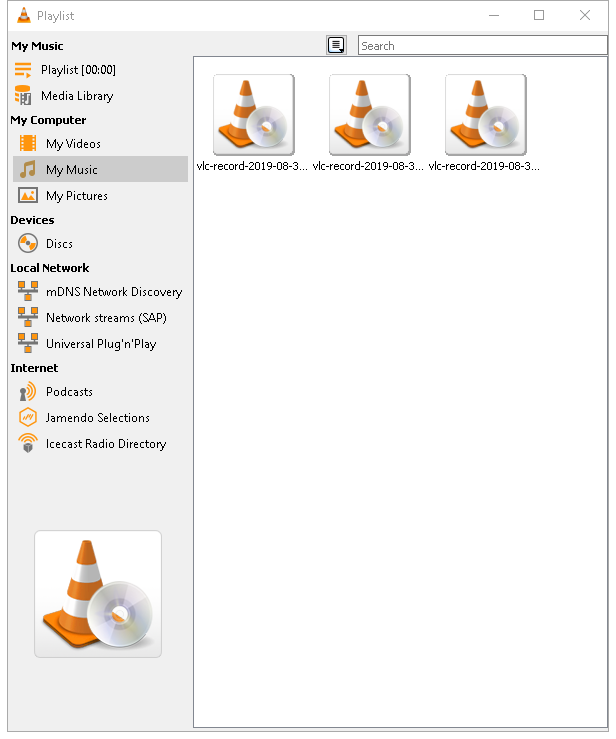 Playlist
My Music
Search
Playlist [00:00]
Media Library
My Computer
My Videos
My Music
My Pictures
Devices
Discs
Local Network
mDNS Network Discovery
Network streams (SAP)
Universal Plug'n'Play
Internet
Podcasts
Jamendo Selections
Icecast Radio Directory
vlc-record-2019-08-3... vlc-record-2019-08-3... vlc-record-2019-08-3...